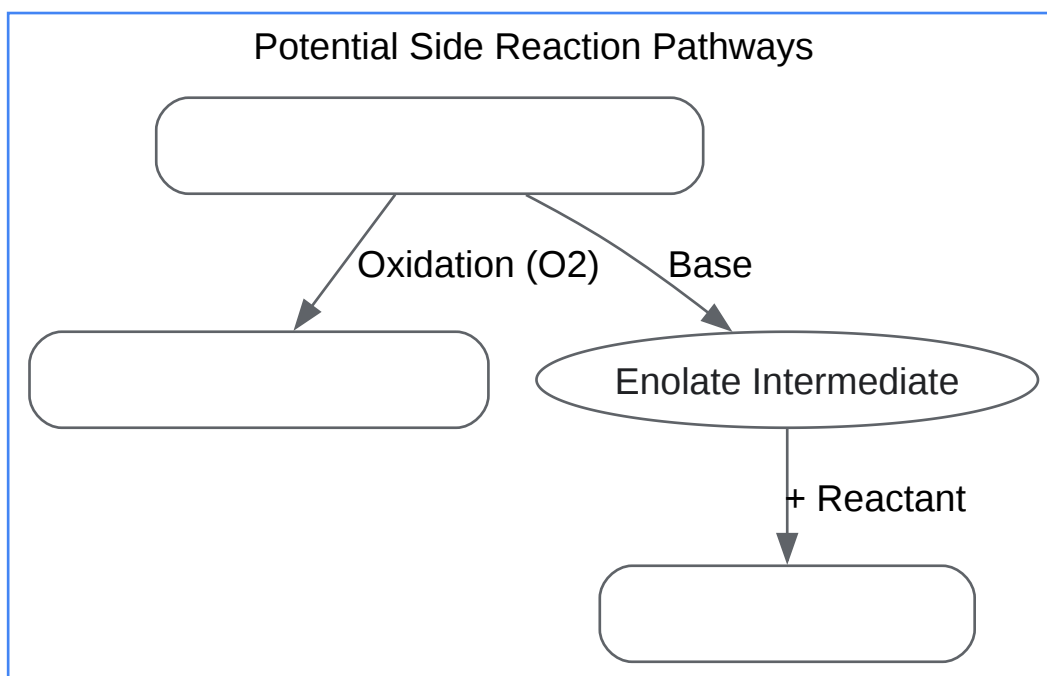 Potential Side Reaction Pathways
Oxidation (O2)
Base
Enolate Intermediate
+ Reactant